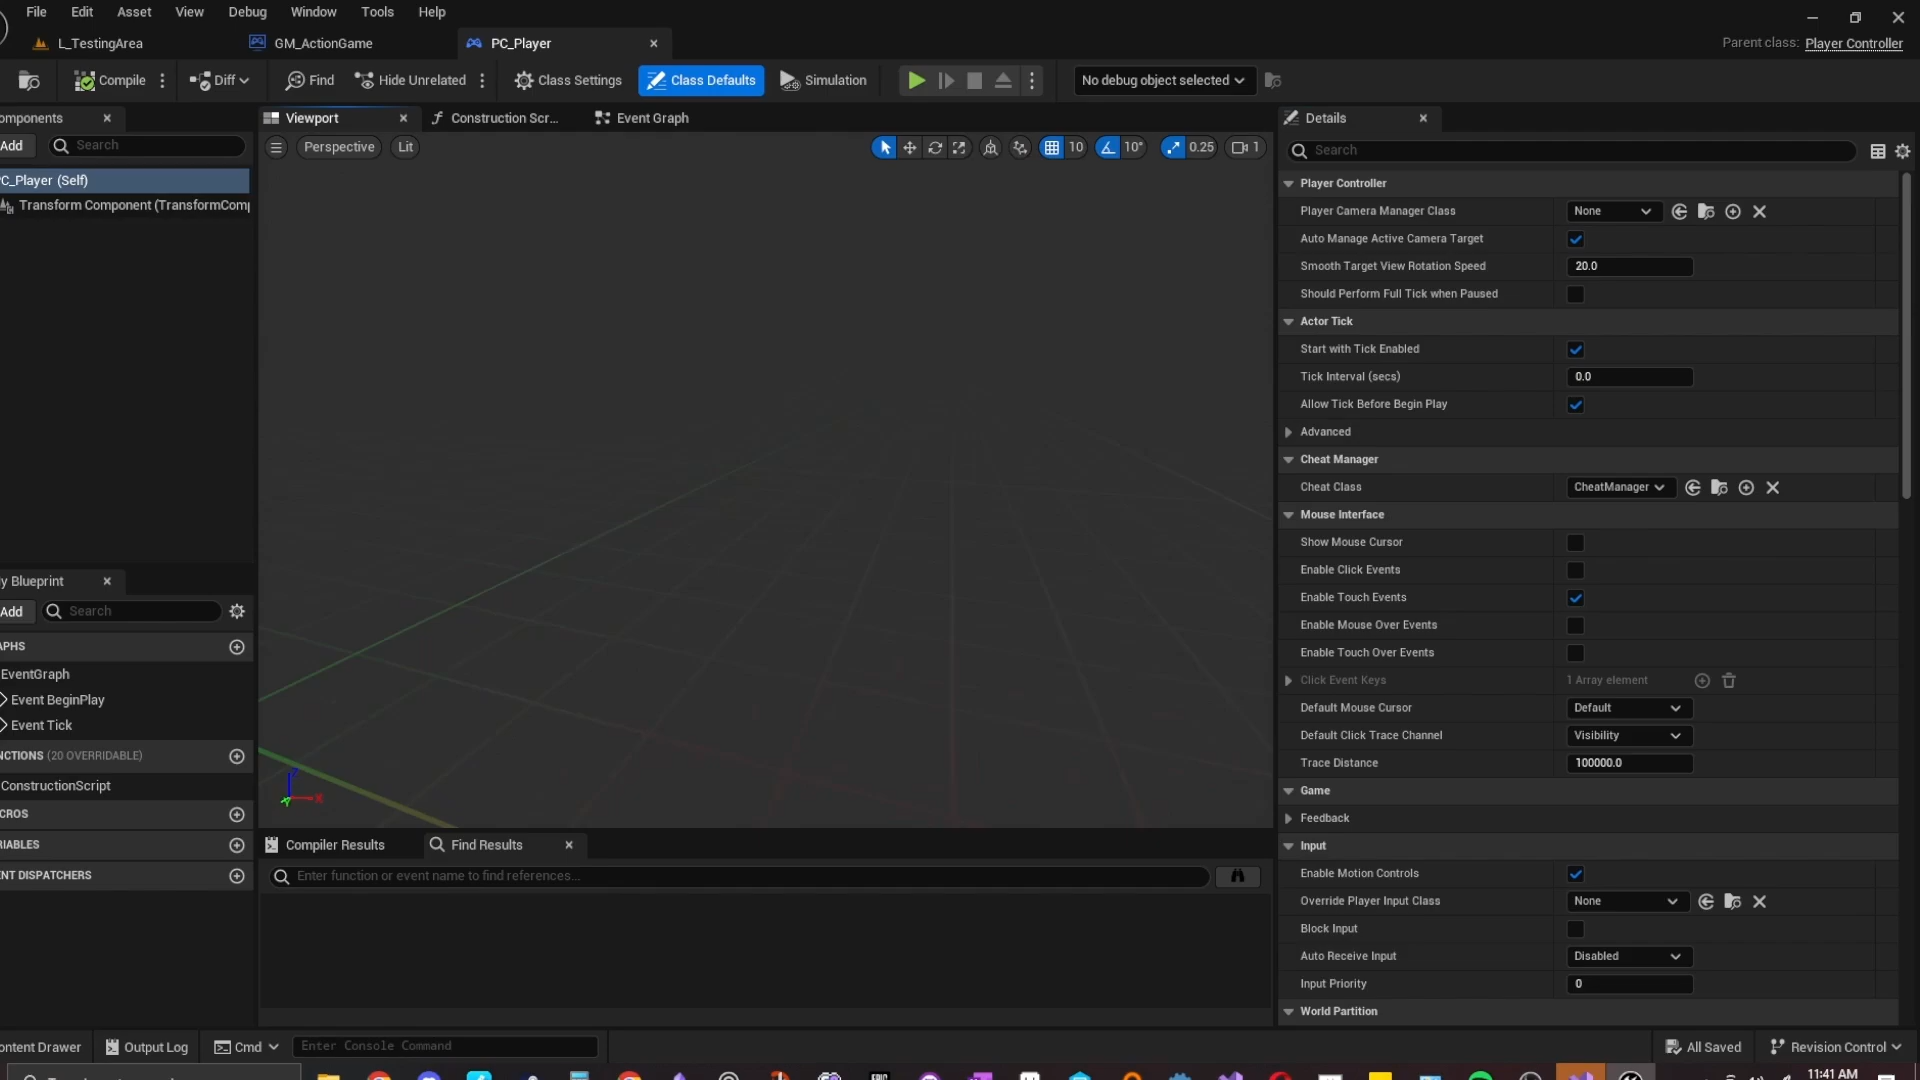 File Edit Asset View Debug Window Tools Help
L_TestingArea GM_ActionGame PC_Player
Parent class: Player Controller
Compile Diff Find Hide Unrelated Class Settings Class Defaults Simulation No debug object selected
omponents
Add Search
PC_Player (Self)
Transform Component (TransformComp
Viewport Construction Scr... Event Graph
Perspective Lit 10 10° 0.25 1
Z
X
Y
y Blueprint
Add Search
APHS
EventGraph
Event BeginPlay
Event Tick
NCTIONS (20 OVERRIDABLE)
ConstructionScript
CROS
RIABLES
ENT DISPATCHERS
Compiler Results Find Results
Enter function or event name to find references...
Details
Search
Player Controller
Player Camera Manager Class None
Auto Manage Active Camera Target
Smooth Target View Rotation Speed 20.0
Should Perform Full Tick when Paused
Actor Tick
Start with Tick Enabled
Tick Interval (secs) 0.0
Allow Tick Before Begin Play
Advanced
Cheat Manager
Cheat Class CheatManager
Mouse Interface
Show Mouse Cursor
Enable Click Events
Enable Touch Events
Enable Mouse Over Events
Enable Touch Over Events
Click Event Keys 1 Array element
Default Mouse Cursor Default
Default Click Trace Channel Visibility
Trace Distance 100000.0
Game
Feedback
Input
Enable Motion Controls
Override Player Input Class None
Block Input
Auto Receive Input Disabled
Input Priority 0
World Partition
ontent Drawer Output Log Cmd Enter Console Command All Saved Revision Control
11:41 AM